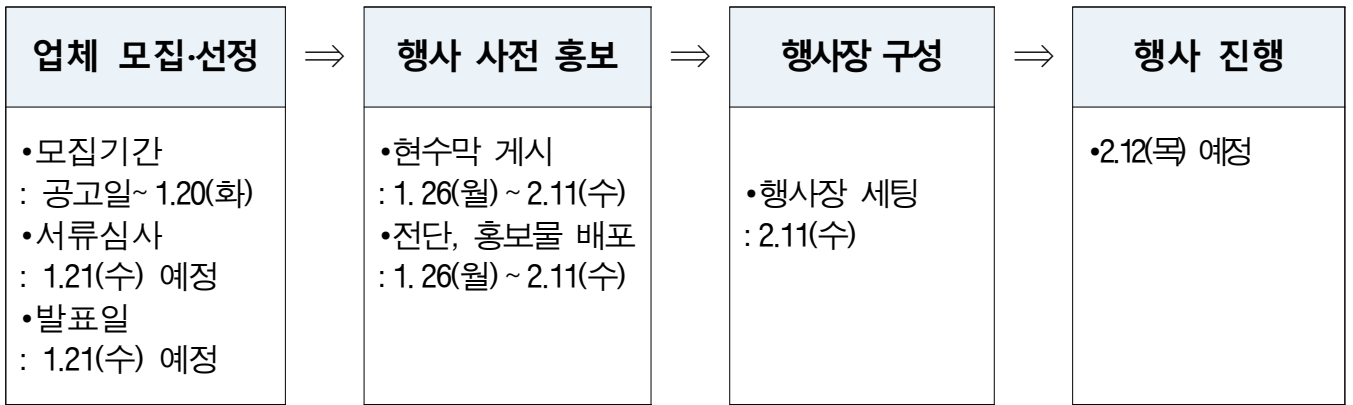 업체 모집·선정
•모집기간
: 공고일~ 1.20(화)
•서류심사
: 1.21(수) 예정
•발표일
: 1.21(수) 예정
⇒
행사 사전 홍보
•현수막 게시
: 1. 26(월) ~ 2.11(수)
•전단, 홍보물 배포
: 1. 26(월) ~ 2.11(수)
⇒
행사장 구성
•행사장 세팅
: 2.11(수)
⇒
행사 진행
•2.12(목) 예정